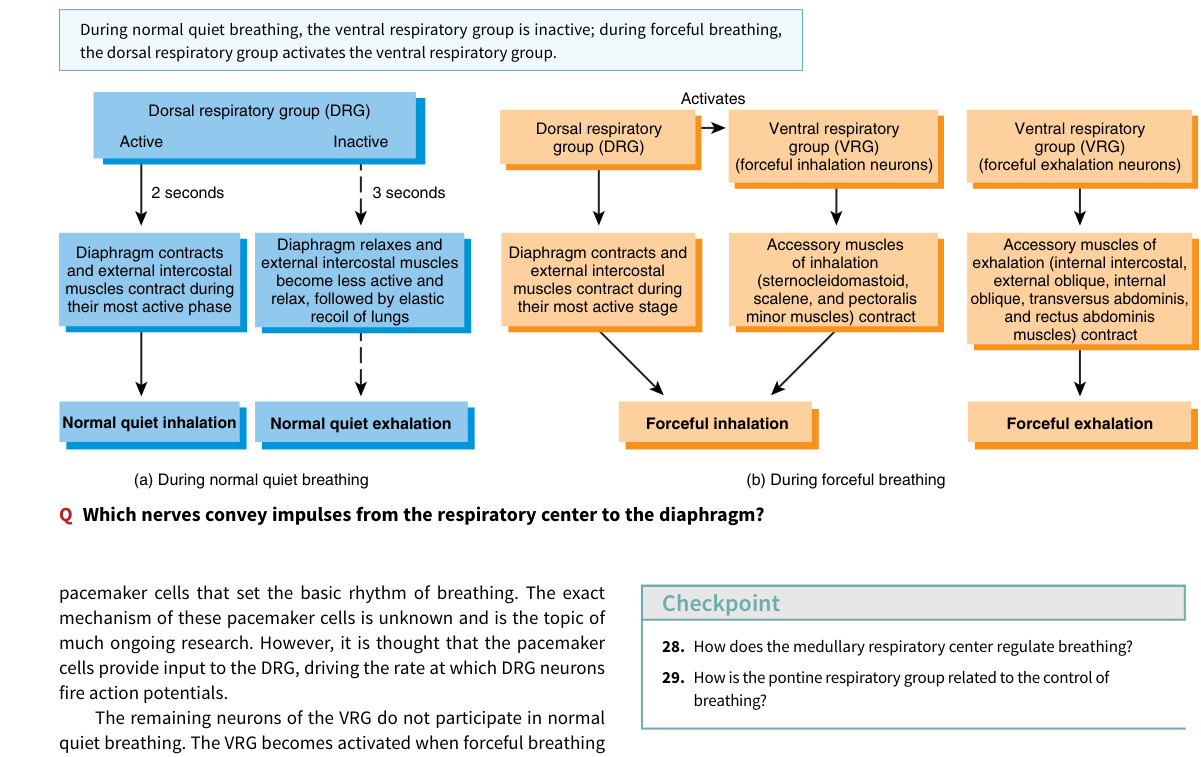 During normal quiet breathing, the ventral respiratory group is inactive; during forceful breathing,
the dorsal respiratory group activates the ventral respiratory group.
Dorsal respiratory group (DRG)
Active
Inactive
2 seconds
3 seconds
Diaphragm contracts
and external intercostal
muscles contract during
their most active phase
Diaphragm relaxes and
external intercostal muscles
become less active and
relax, followed by elastic
recoil of lungs
Normal quiet inhalation
Normal quiet exhalation
(a) During normal quiet breathing
Activates
Dorsal respiratory
group (DRG)
Ventral respiratory
group (VRG)
(forceful inhalation neurons)
Ventral respiratory
group (VRG)
(forceful exhalation neurons)
Diaphragm contracts and
external intercostal
muscles contract during
their most active stage
Accessory muscles
of inhalation
(sternocleidomastoid,
scalene, and pectoralis
minor muscles) contract
Accessory muscles of
exhalation (internal intercostal,
external oblique, internal
oblique, transversus abdominis,
and rectus abdominis
muscles) contract
Forceful inhalation
Forceful exhalation
(b) During forceful breathing
Q Which nerves convey impulses from the respiratory center to the diaphragm?
pacemaker cells that set the basic rhythm of breathing. The exact
mechanism of these pacemaker cells is unknown and is the topic of
much ongoing research. However, it is thought that the pacemaker
cells provide input to the DRG, driving the rate at which DRG neurons
fire action potentials.
The remaining neurons of the VRG do not participate in normal
quiet breathing. The VRG becomes activated when forceful breathing
Checkpoint
28. How does the medullary respiratory center regulate breathing?
29. How is the pontine respiratory group related to the control of
breathing?